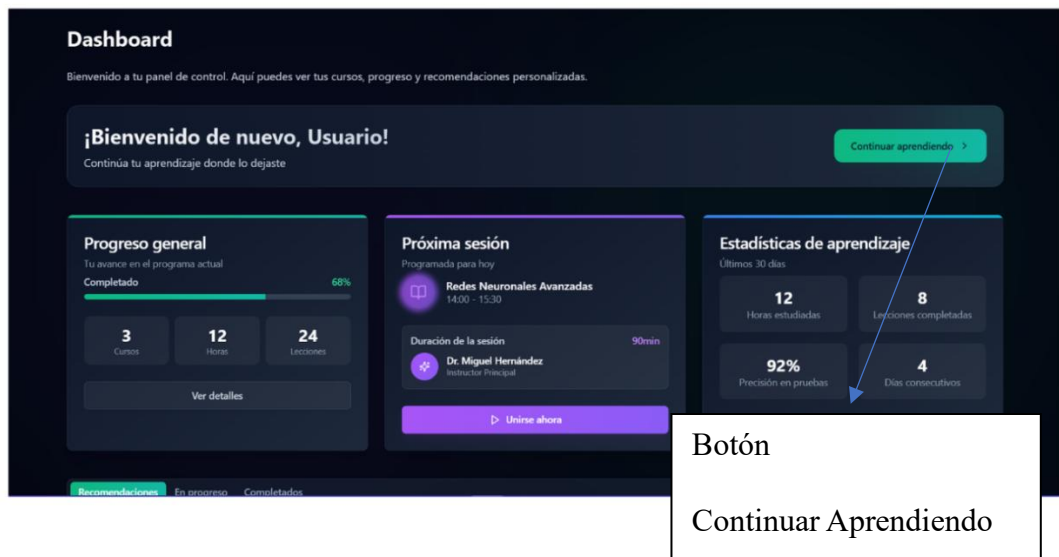 Dashboard
Bienvenido a tu panel de control. Aquí puedes ver tus cursos, progreso y recomendaciones personalizadas.
¡Bienvenido de nuevo, Usuario!
Continúa tu aprendizaje donde lo dejaste
Continuar aprendiendo
Progreso general
Tu avance en el programa actual
Completado 68%
3 12 24
Cursos Horas Lecciones
Ver detalles
Próxima sesión
Programada para hoy
Redes Neuronales Avanzadas
14:00 - 15:30
Duración de la sesión 90min
Dr. Miguel Hernández
Instructor Principal
Unirse ahora
Estadísticas de aprendizaje
Últimos 30 días
12 8
Horas estudiadas Lecciones completadas
92% 4
Precisión en pruebas Días consecutivos
Recomendaciones En progreso Completados
Botón
Continuar Aprendiendo